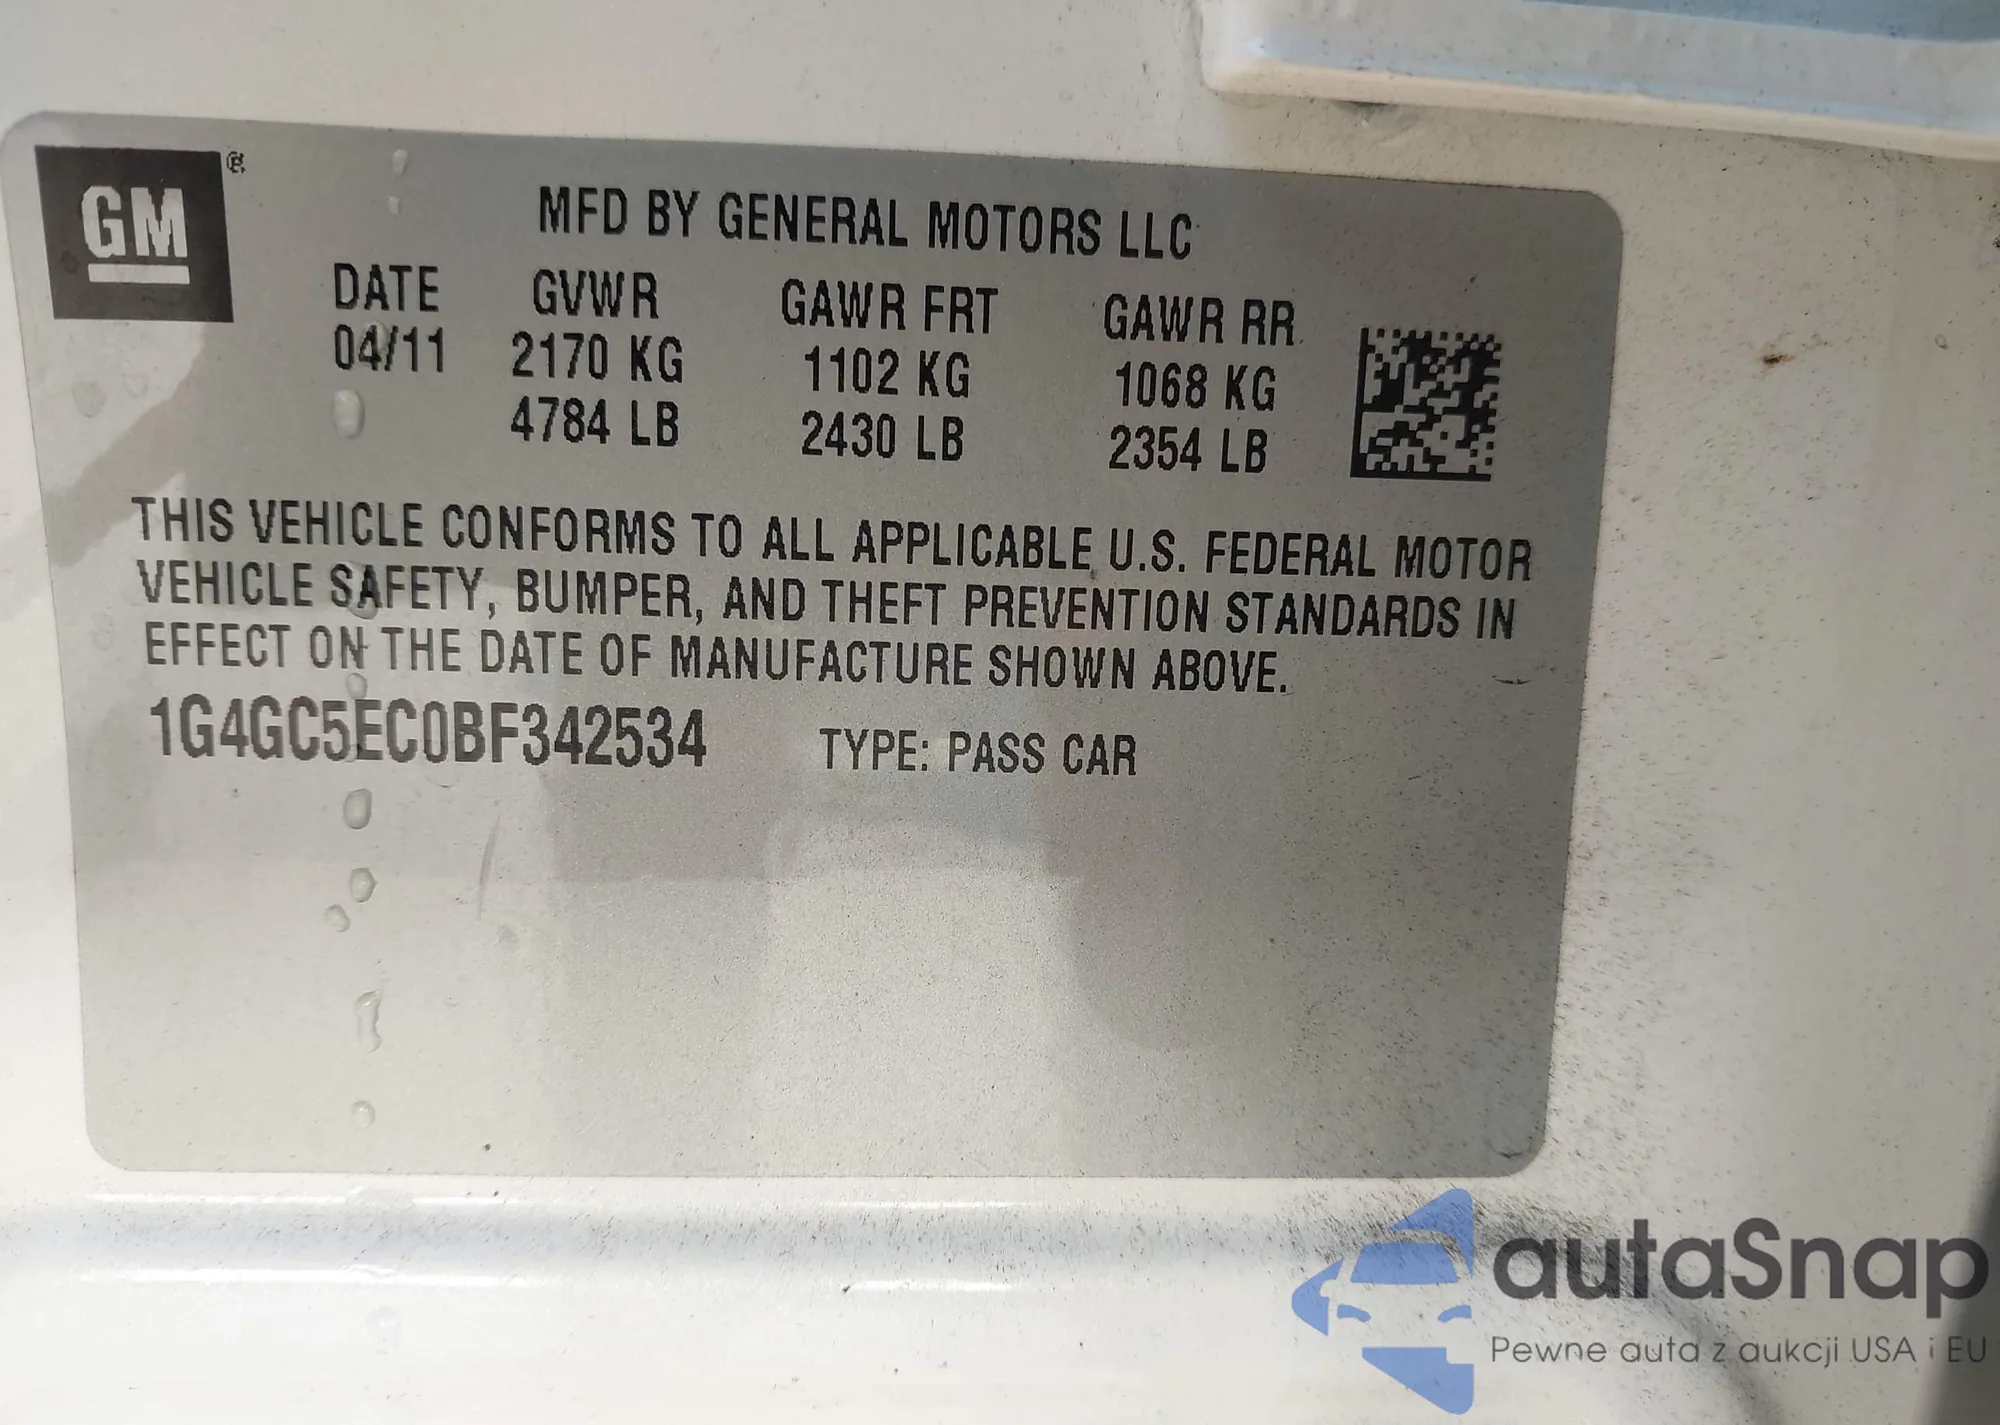 GM ®
MFD BY GENERAL MOTORS LLC
DATE GVWR GAWR FRT GAWR RR
04/11 2170 KG 1102 KG 1068 KG
4784 LB 2430 LB 2354 LB
THIS VEHICLE CONFORMS TO ALL APPLICABLE U.S. FEDERAL MOTOR
VEHICLE SAFETY, BUMPER, AND THEFT PREVENTION STANDARDS IN
EFFECT ON THE DATE OF MANUFACTURE SHOWN ABOVE.
1G4GC5EC0BF342534 TYPE: PASS CAR
autaSnap
Pewne auta z aukcji USA i EU